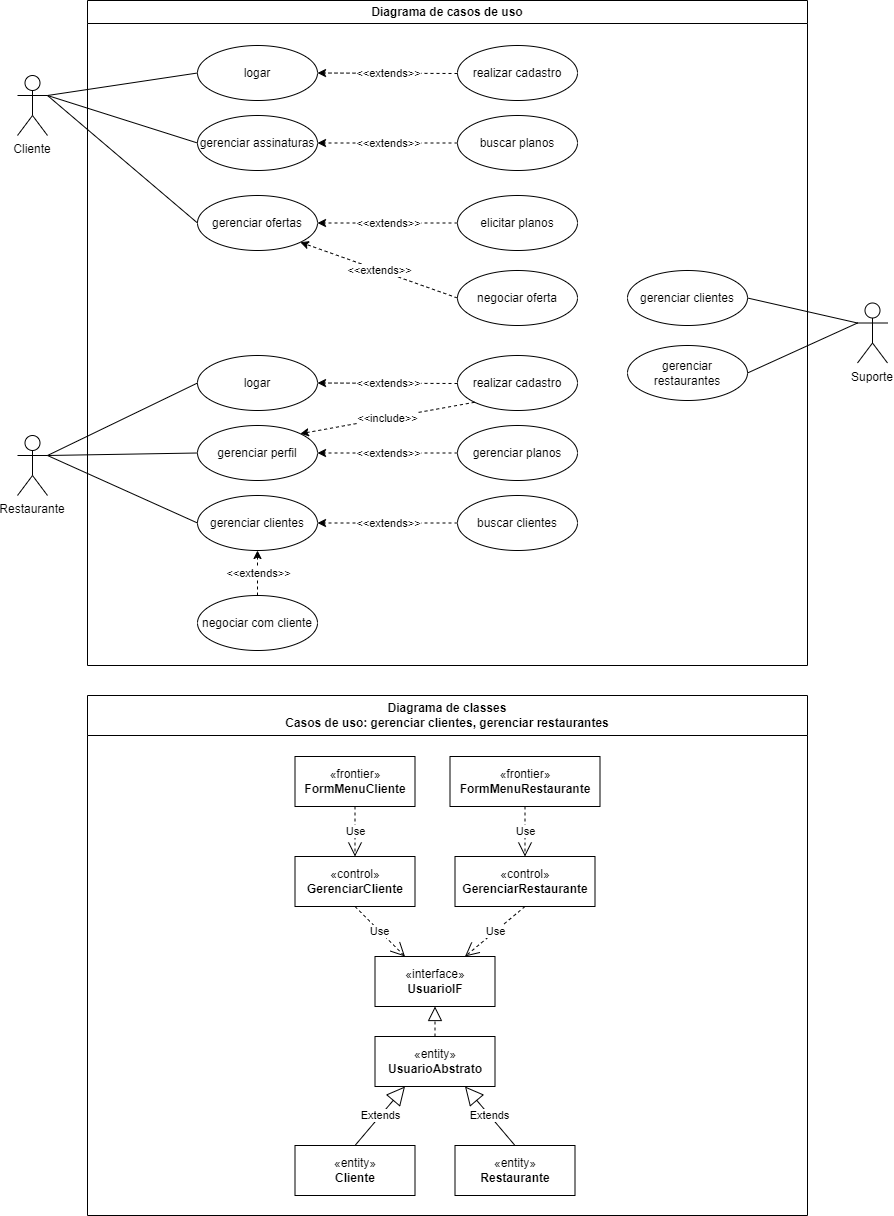 Diagrama de casos de uso
logar
<<extends>>
realizar cadastro
Cliente
gerenciar assinaturas
<<extends>>
buscar planos
gerenciar ofertas
<<extends>>
elicitar planos
<<extends>>
negociar oferta
gerenciar clientes
gerenciar
restaurantes
Suporte
logar
<<extends>>
realizar cadastro
<<include>>
gerenciar perfil
<<extends>>
gerenciar planos
Restaurante
gerenciar clientes
<<extends>>
buscar clientes
<<extends>>
negociar com cliente
Diagrama de classes
Casos de uso: gerenciar clientes, gerenciar restaurantes
«frontier»
FormMenuCliente
«frontier»
FormMenuRestaurante
Use
Use
«control»
GerenciarCliente
«control»
GerenciarRestaurante
Use
Use
«interface»
UsuarioIF
«entity»
UsuarioAbstrato
Extends
Extends
«entity»
Cliente
«entity»
Restaurante